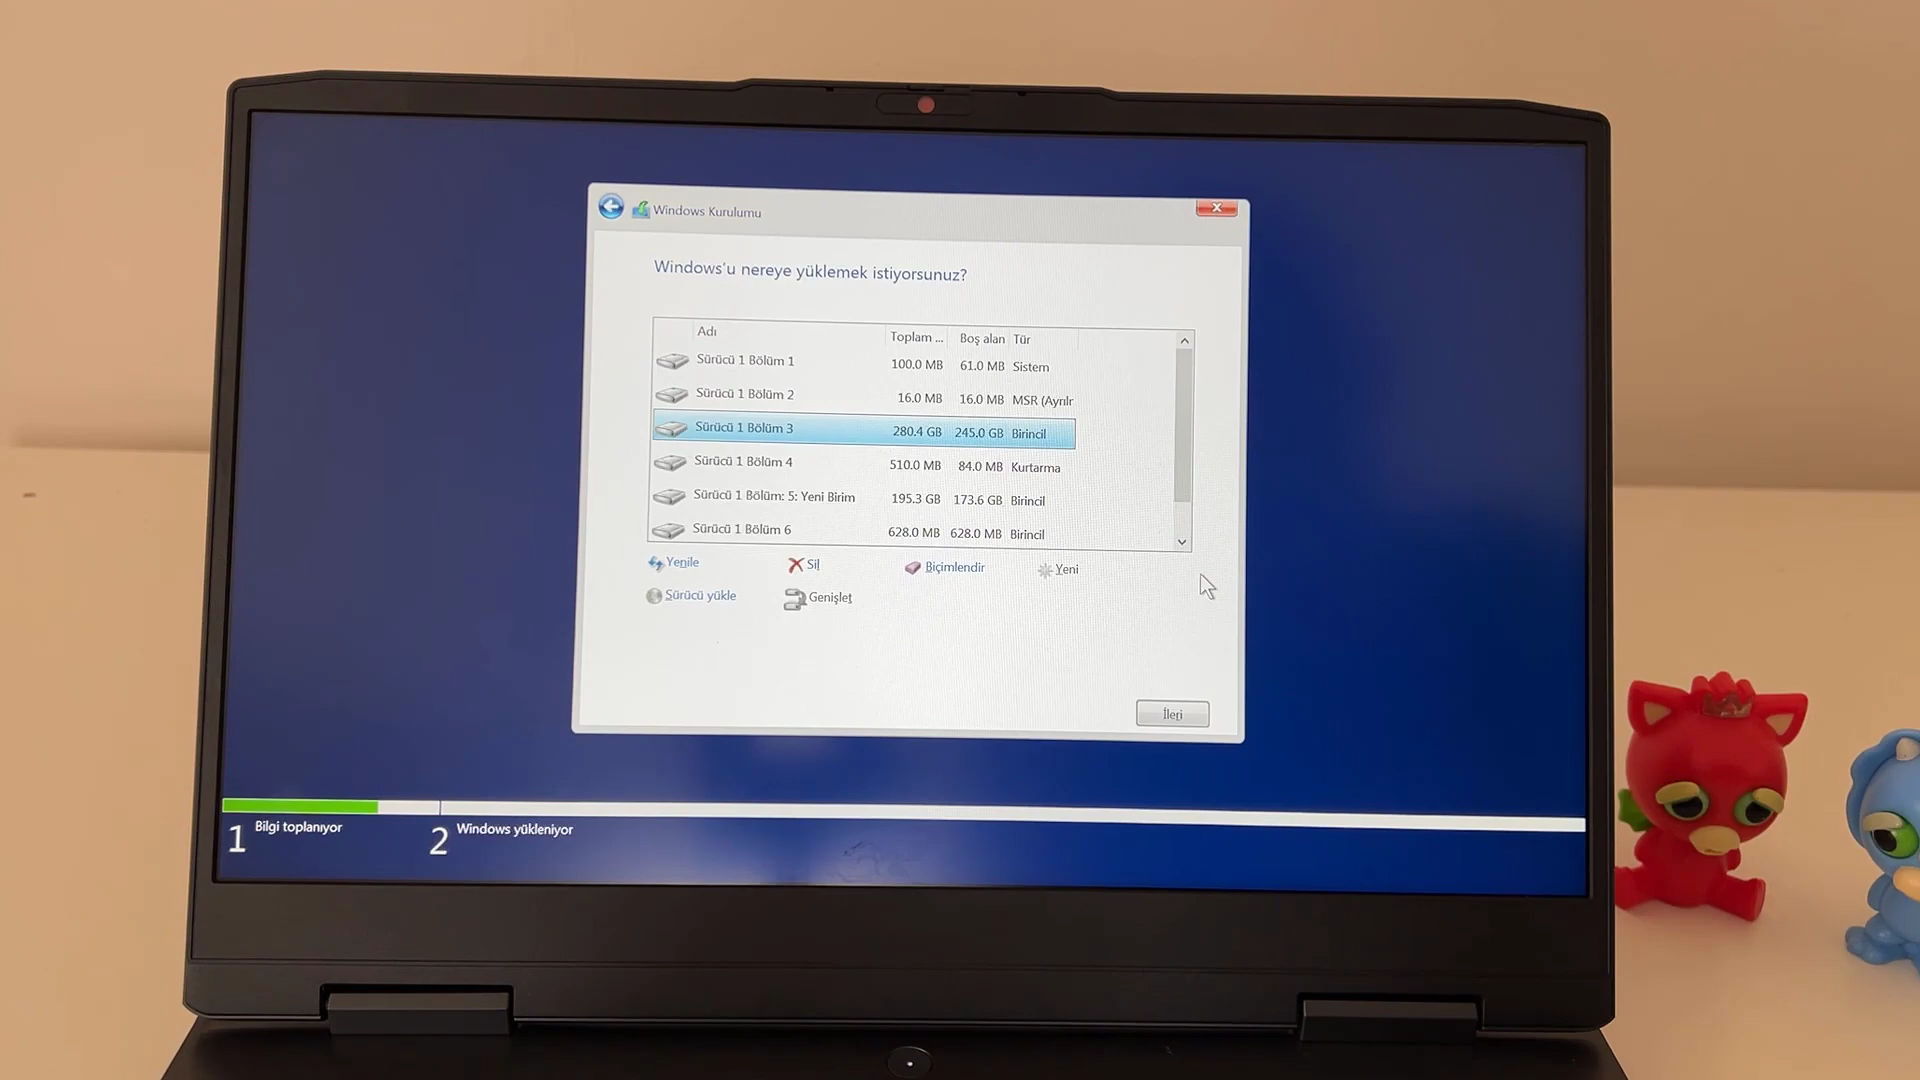 Windows Kurulumu
Windows'u nereye yüklemek istiyorsunuz?
Adı Toplam ... Boş alan Tür
Sürücü 1 Bölüm 1 100.0 MB 61.0 MB Sistem
Sürücü 1 Bölüm 2 16.0 MB 16.0 MB MSR (Ayrılr
Sürücü 1 Bölüm 3 280.4 GB 245.0 GB Birincil
Sürücü 1 Bölüm 4 510.0 MB 84.0 MB Kurtarma
Sürücü 1 Bölüm: 5: Yeni Birim 195.3 GB 173.6 GB Birincil
Sürücü 1 Bölüm 6 628.0 MB 628.0 MB Birincil
Yenile Sil Biçimlendir Yeni
Sürücü yükle Genişlet
İleri
1 Bilgi toplanıyor 2 Windows yükleniyor